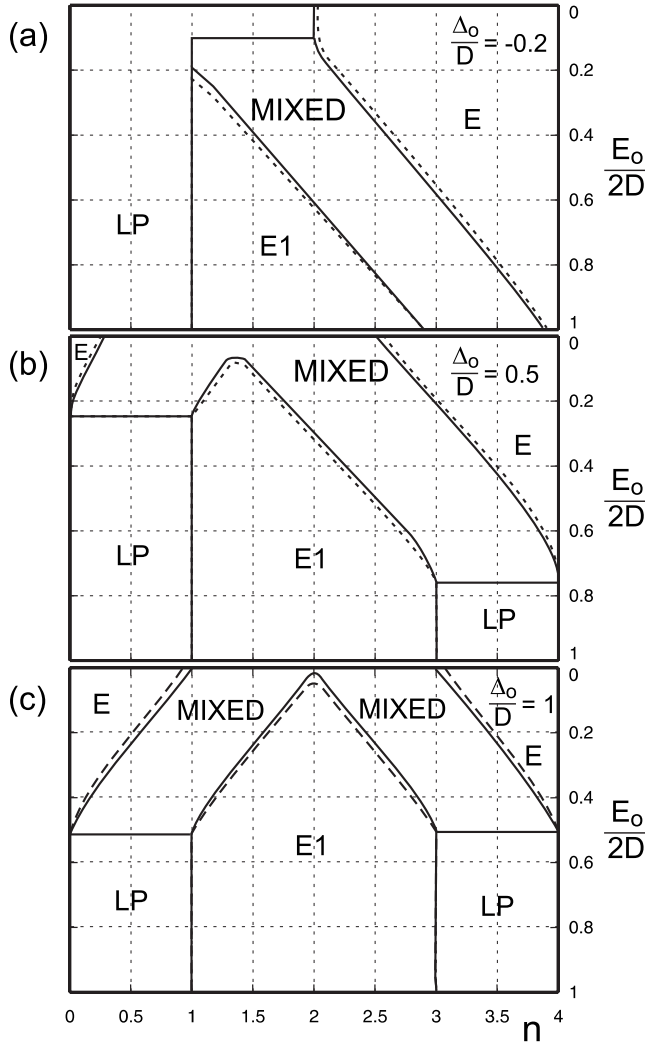 (a)
Δo/D = -0.2
0
0.2
0.4
0.6
0.8
1
Eo/2D
MIXED
E
LP
E1
(b)
Δo/D = 0.5
0
0.2
0.4
0.6
0.8
1
Eo/2D
E
MIXED
E
LP
E1
LP
(c)
Δo/D = 1
0
0.2
0.4
0.6
0.8
1
Eo/2D
E
MIXED
MIXED
E
E1
LP
LP
0 0.5 1 1.5 2 2.5 3 3.5 4
n